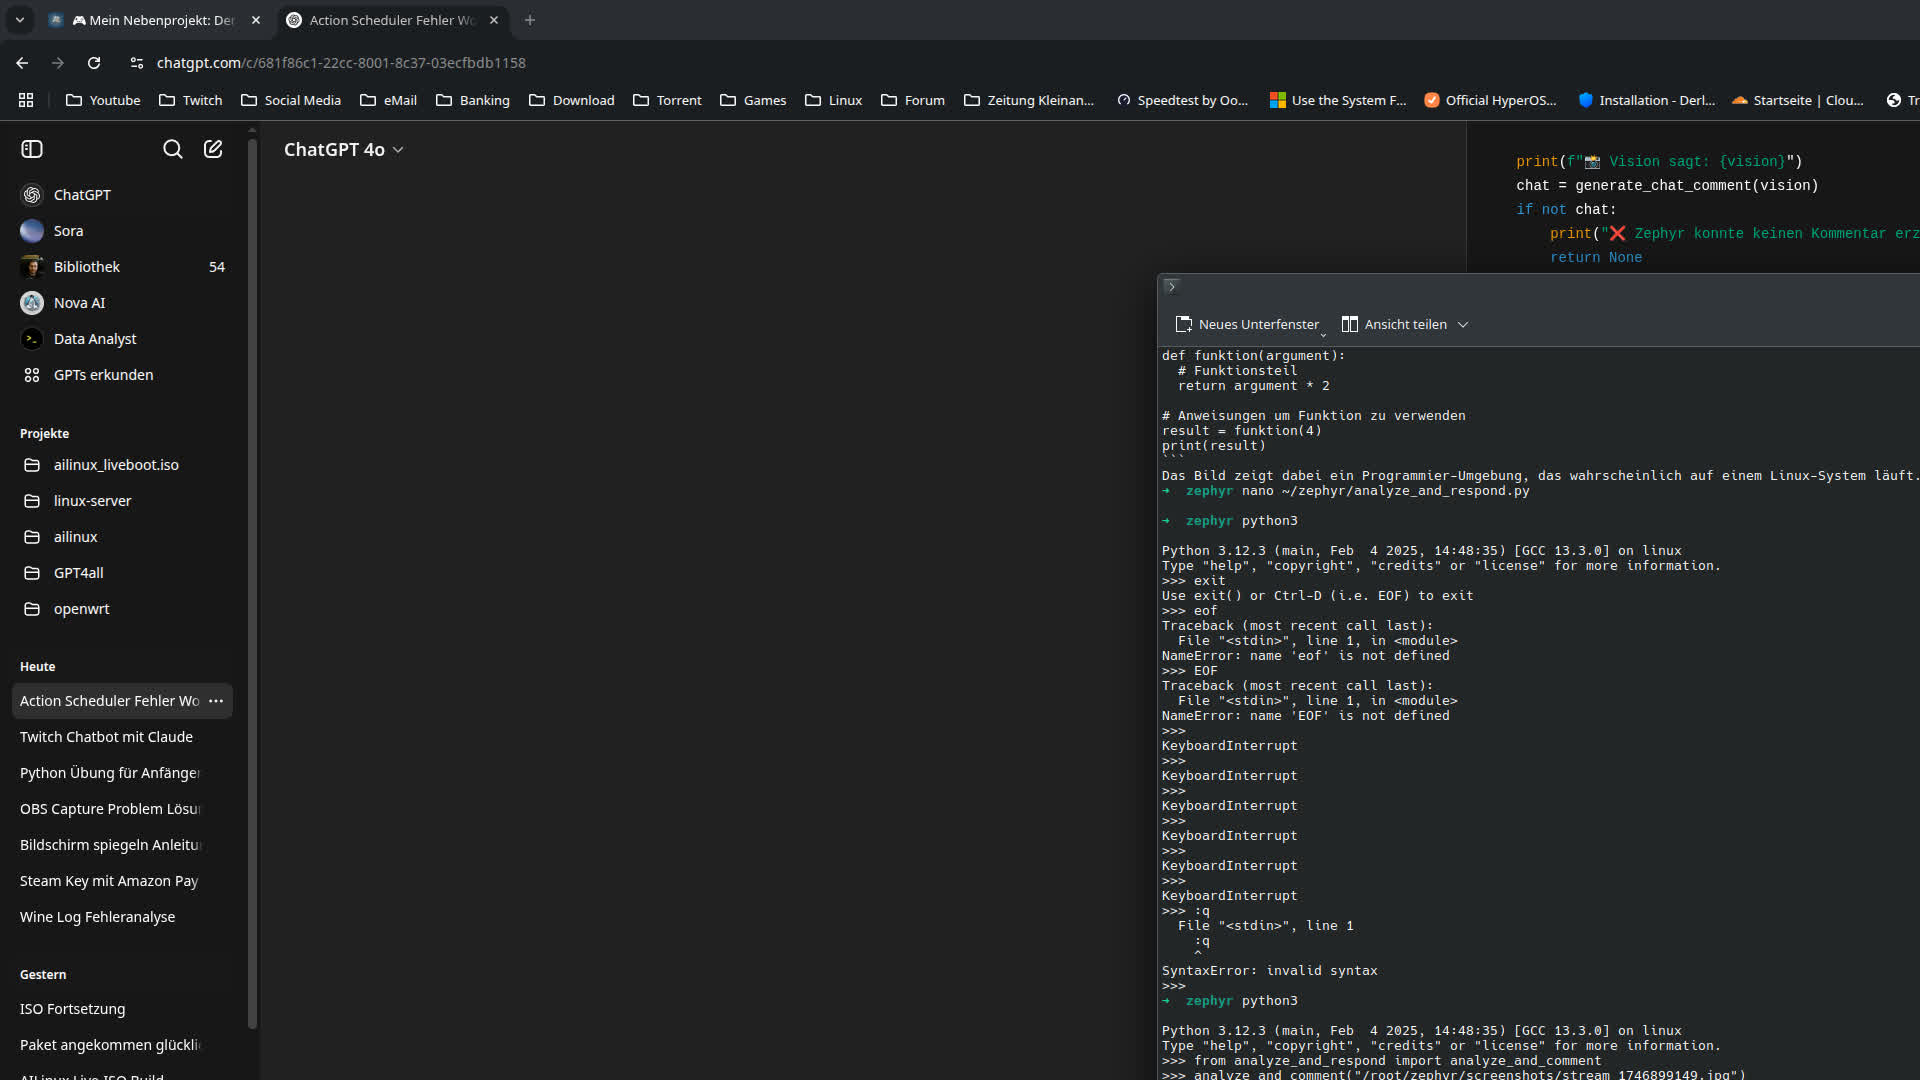 🎮 Mein Nebenprojekt: Der
Action Scheduler Fehler Wo
chatgpt.com/c/681f86c1-22cc-8001-8c37-03ecfbdb1158
Youtube
Twitch
Social Media
eMail
Banking
Download
Torrent
Games
Linux
Forum
Zeitung Kleinan...
Speedtest by Oo...
Use the System F...
Official HyperOS...
Installation - Derl...
Startseite | Clou...
Tr
ChatGPT
Sora
Bibliothek 54
Nova AI
Data Analyst
GPTs erkunden
Projekte
ailinux_liveboot.iso
linux-server
ailinux
GPT4all
openwrt
Heute
Action Scheduler Fehler Wo
Twitch Chatbot mit Claude
Python Übung für Anfänger
OBS Capture Problem Lösu
Bildschirm spiegeln Anleitu
Steam Key mit Amazon Pay
Wine Log Fehleranalyse
Gestern
ISO Fortsetzung
Paket angekommen glückli
AILinux Live ISO Build
ChatGPT 4o
print(f"📸 Vision sagt: {vision}")
chat = generate_chat_comment(vision)
if not chat:
    print("❌ Zephyr konnte keinen Kommentar erz
    return None
Neues Unterfenster
Ansicht teilen
def funktion(argument):
  # Funktionsteil
  return argument * 2
# Anweisungen um Funktion zu verwenden
result = funktion(4)
print(result)
```
Das Bild zeigt dabei ein Programmier-Umgebung, das wahrscheinlich auf einem Linux-System läuft.
➜  zephyr nano ~/zephyr/analyze_and_respond.py
➜  zephyr python3
Python 3.12.3 (main, Feb  4 2025, 14:48:35) [GCC 13.3.0] on linux
Type "help", "copyright", "credits" or "license" for more information.
>>> exit
Use exit() or Ctrl-D (i.e. EOF) to exit
>>> eof
Traceback (most recent call last):
  File "<stdin>", line 1, in <module>
NameError: name 'eof' is not defined
>>> EOF
Traceback (most recent call last):
  File "<stdin>", line 1, in <module>
NameError: name 'EOF' is not defined
>>>
KeyboardInterrupt
>>>
KeyboardInterrupt
>>>
KeyboardInterrupt
>>>
KeyboardInterrupt
>>>
KeyboardInterrupt
>>>
KeyboardInterrupt
>>> :q
  File "<stdin>", line 1
    :q
    ^
SyntaxError: invalid syntax
>>>
➜  zephyr python3
Python 3.12.3 (main, Feb  4 2025, 14:48:35) [GCC 13.3.0] on linux
Type "help", "copyright", "credits" or "license" for more information.
>>> from analyze_and_respond import analyze_and_comment
>>> analyze_and_comment("/root/zephyr/screenshots/stream_1746899149.jpg")